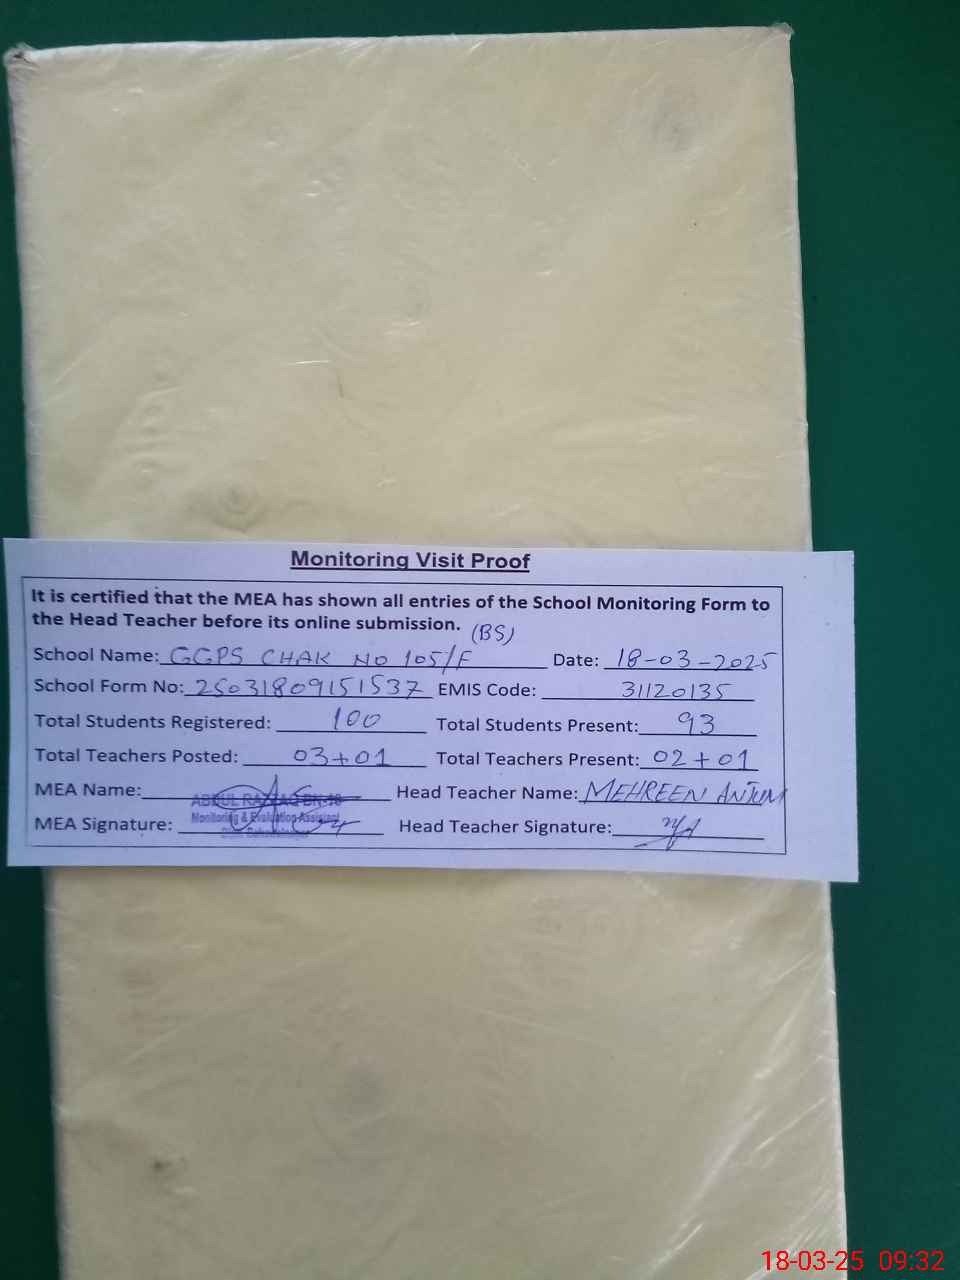 Monitoring Visit Proof
It is certified that the MEA has shown all entries of the School Monitoring Form to
the Head Teacher before its online submission. (BS)
School Name: GGPS CHAK NO 105/F Date: 18-03-2025
School Form No: 25031809151537 EMIS Code: 31120135
Total Students Registered: 100 Total Students Present: 93
Total Teachers Posted: 03+01 Total Teachers Present: 02+01
MEA Name: ABDUL RAZZAQ Head Teacher Name: MEHREEN ANJUM
Monitoring & Evaluation Assistant
MEA Signature: Head Teacher Signature:
18-03-25 09:32